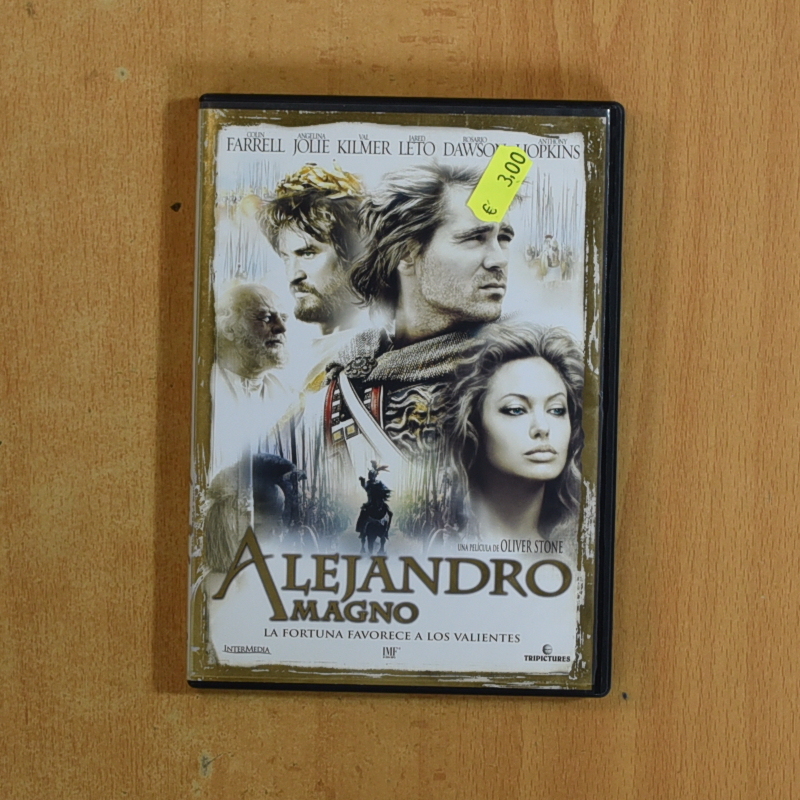 COLIN FARRELL ANGELINA JOLIE VAL KILMER JARED LETO ROSARIO DAWSON ANTHONY HOPKINS
€ 3,00
UNA PELÍCULA DE OLIVER STONE
ALEJANDRO
MAGNO
LA FORTUNA FAVORECE A LOS VALIENTES
INTERMEDIA IMF TRIPICTURES